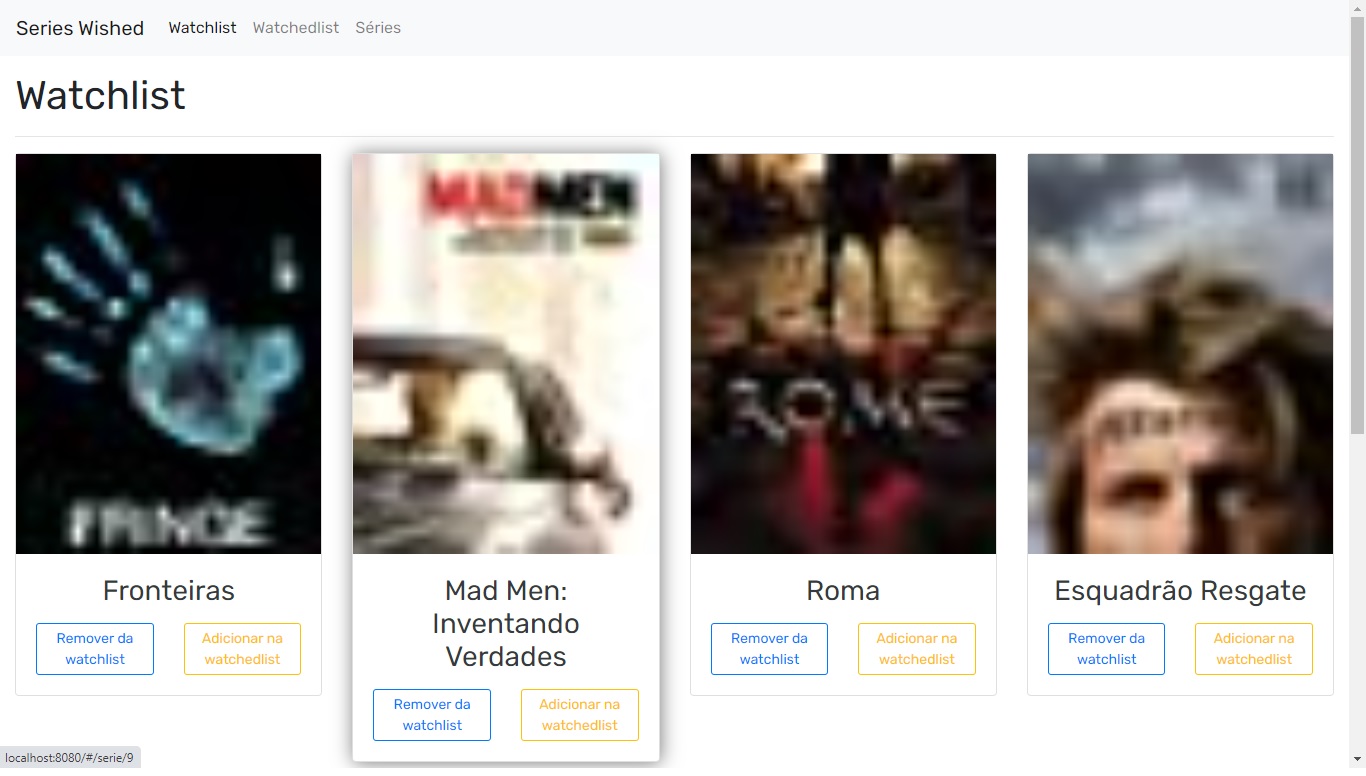 Series Wished Watchlist Watchedlist Séries
Watchlist
FRINGE
MADMEN
ROME
Fronteiras
Remover da
watchlist
Adicionar na
watchedlist
Mad Men:
Inventando
Verdades
Remover da
watchlist
Adicionar na
watchedlist
Roma
Remover da
watchlist
Adicionar na
watchedlist
Esquadrão Resgate
Remover da
watchlist
Adicionar na
watchedlist
localhost:8080/#/serie/9